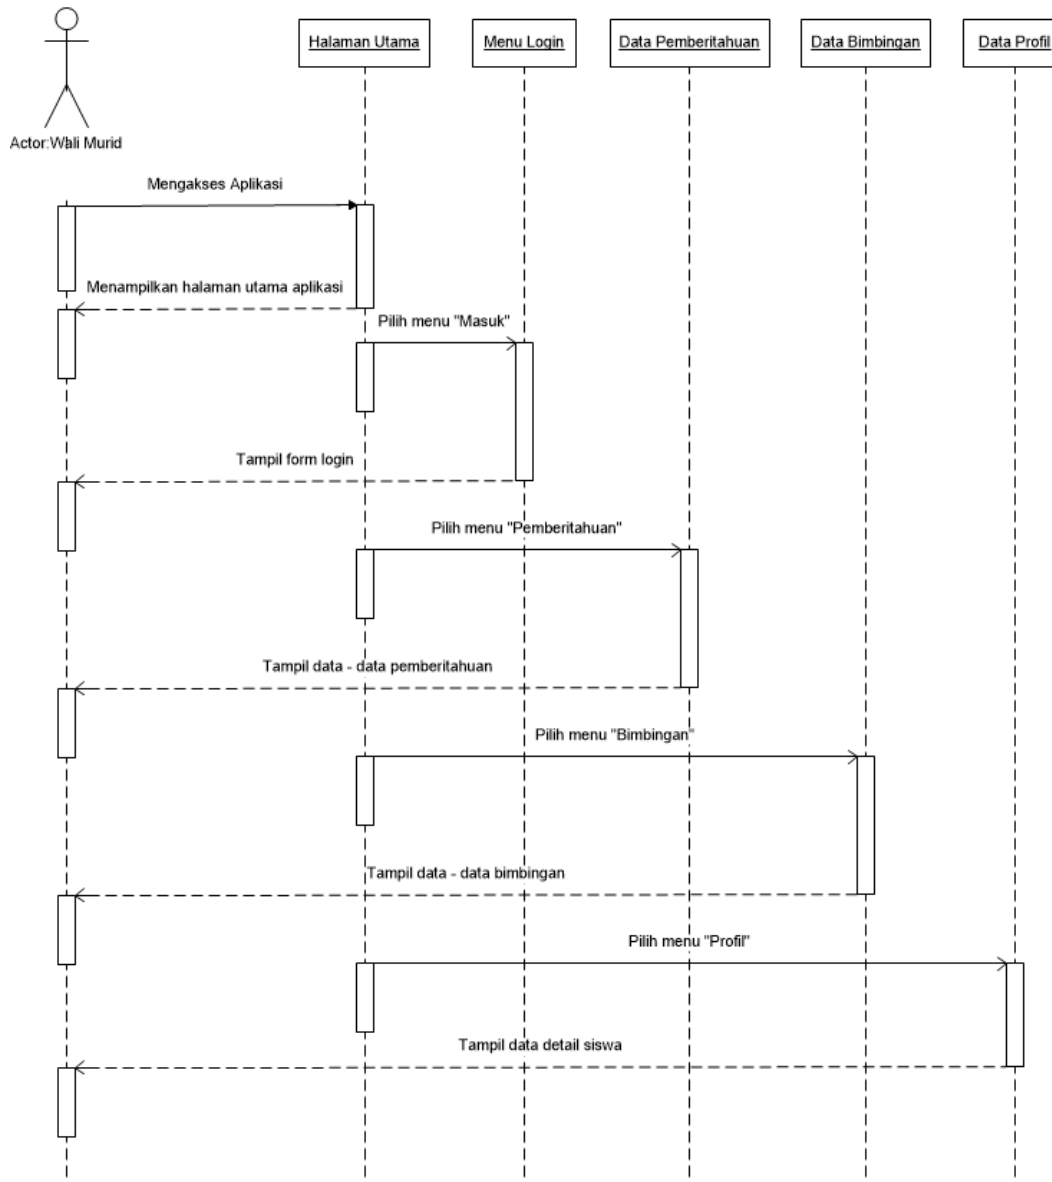 Halaman Utama
Menu Login
Data Pemberitahuan
Data Bimbingan
Data Profil
Actor:Wali Murid
Mengakses Aplikasi
Menampilkan halaman utama aplikasi
Pilih menu "Masuk"
Tampil form login
Pilih menu "Pemberitahuan"
Tampil data - data pemberitahuan
Pilih menu "Bimbingan"
Tampil data - data bimbingan
Pilih menu "Profil"
Tampil data detail siswa